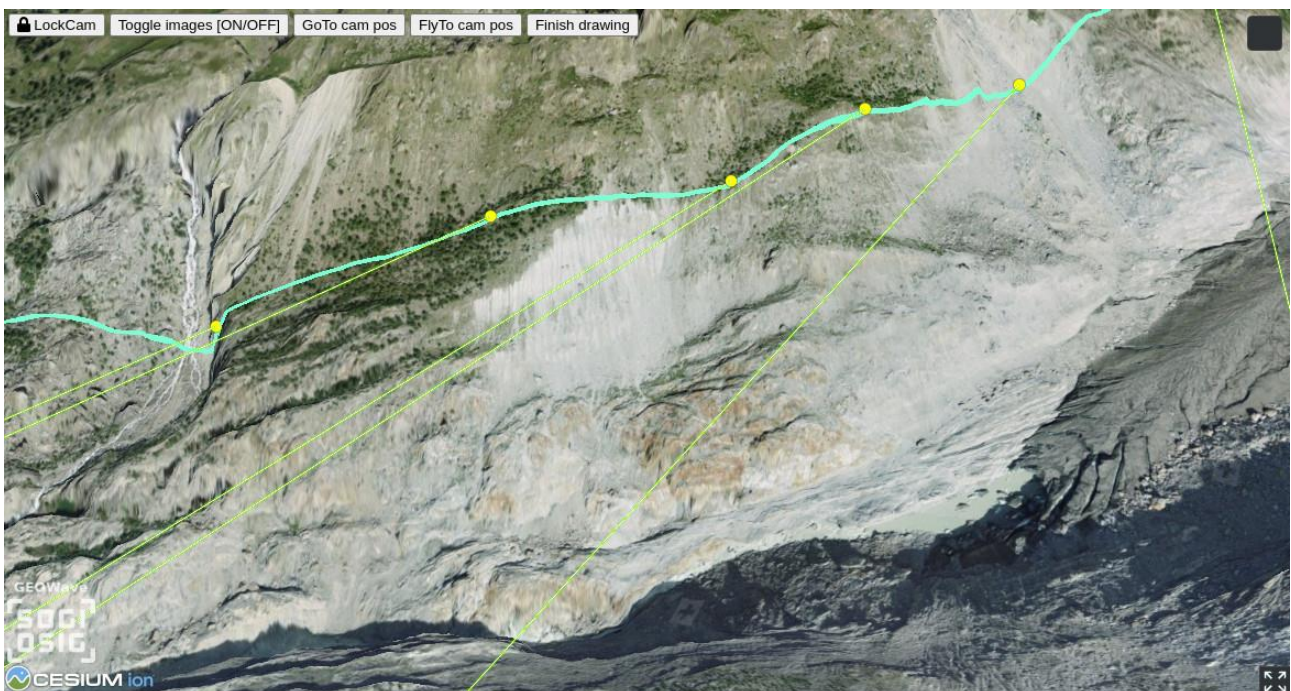 LockCam Toggle images [ON/OFF] GoTo cam pos FlyTo cam pos Finish drawing
GEOWave
SOGI
OSIG
CESIUM ion